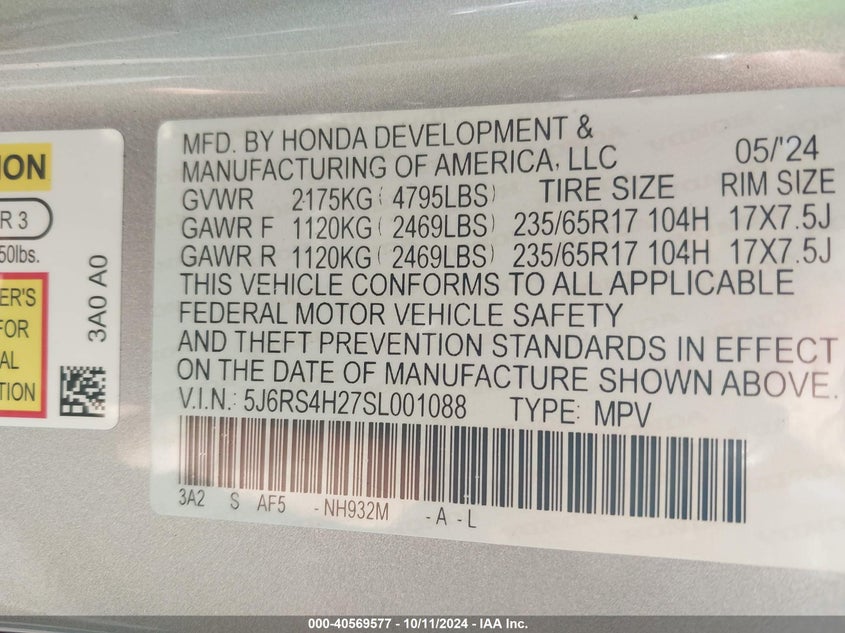 ION
R 3
50lbs.
ER'S
FOR
AL
TION
3A0 A0
MFD. BY HONDA DEVELOPMENT &
MANUFACTURING OF AMERICA, LLC 05/'24
GVWR 2175KG( 4795LBS) TIRE SIZE RIM SIZE
GAWR F 1120KG( 2469LBS) 235/65R17 104H 17X7.5J
GAWR R 1120KG( 2469LBS) 235/65R17 104H 17X7.5J
THIS VEHICLE CONFORMS TO ALL APPLICABLE
FEDERAL MOTOR VEHICLE SAFETY
AND THEFT PREVENTION STANDARDS IN EFFECT
ON THE DATE OF MANUFACTURE SHOWN ABOVE.
V.I.N.: 5J6RS4H27SL001088 TYPE: MPV
3A2 S AF5 -NH932M -A-L
000-40569577 - 10/11/2024 - IAA Inc.